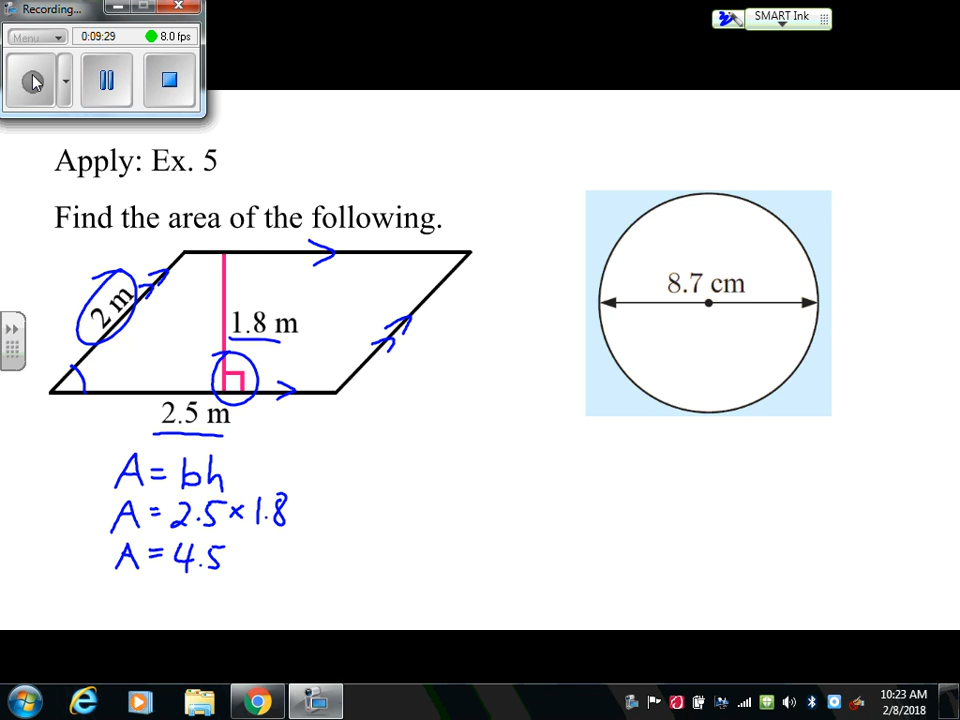 Recording...
Menu
0:09:29
8.0 fps
SMART Ink
Apply: Ex. 5
Find the area of the following.
2 m
1.8 m
2.5 m
8.7 cm
A = bh
A = 2.5 × 1.8
A = 4.5
10:23 AM
2/8/2018